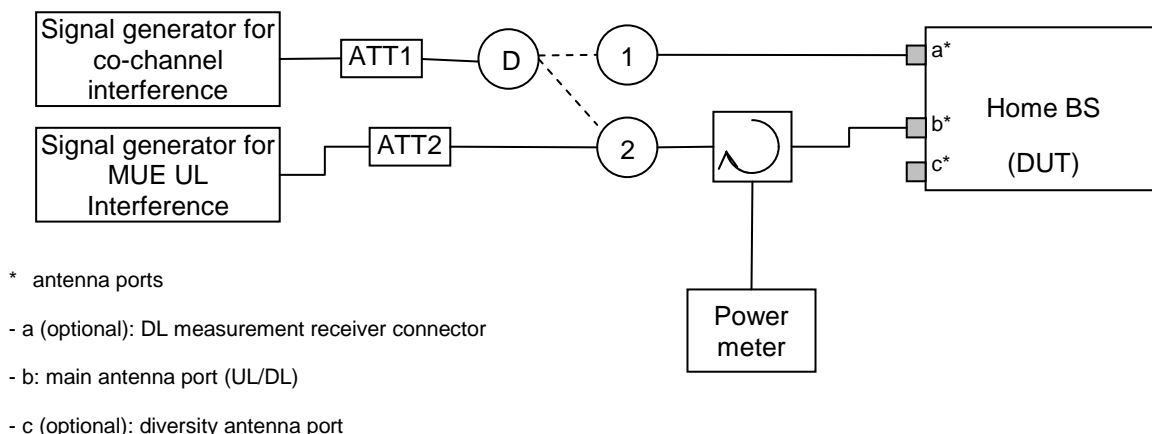 Signal generator for
co-channel
interference
ATT1
D
1
a*
Home BS
(DUT)
b*
c*
Signal generator for
MUE UL
Interference
ATT2
2
Power
meter
* antenna ports
- a (optional): DL measurement receiver connector
- b: main antenna port (UL/DL)
- c (optional): diversity antenna port